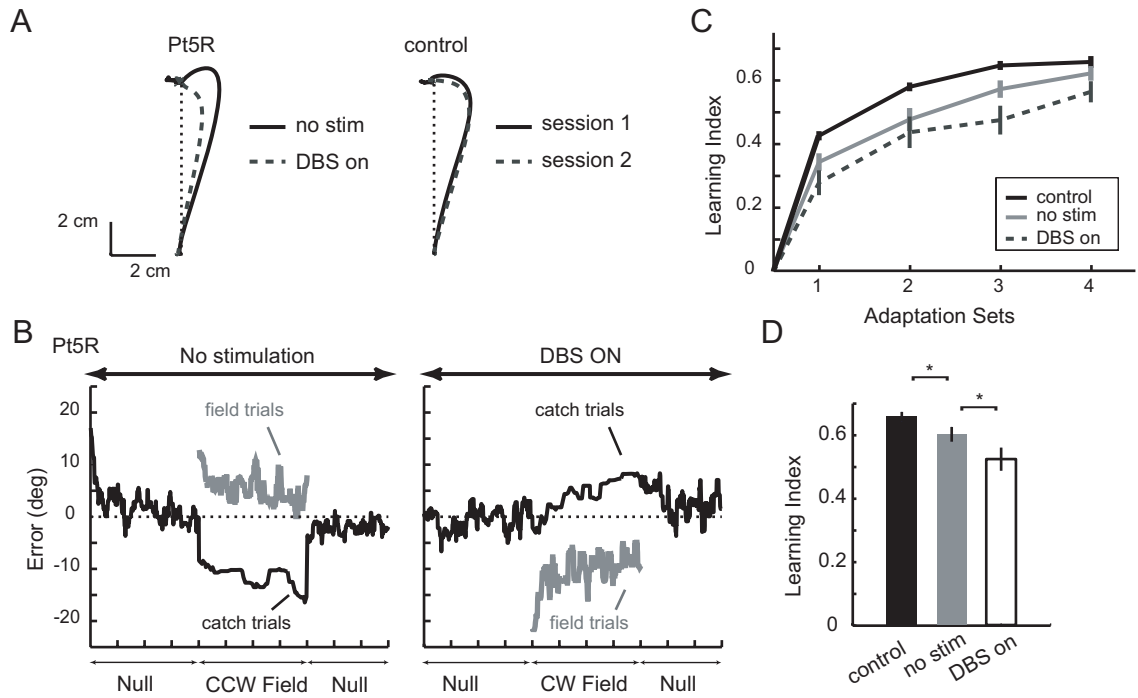 A
Pt5R
control
no stim
DBS on
session 1
session 2
2 cm
2 cm
B
Pt5R
No stimulation
DBS ON
field trials
catch trials
catch trials
field trials
Error (deg)
20
10
0
-10
-20
Null
CCW Field
Null
Null
CW Field
Null
C
Learning Index
0.6
0.4
0.2
0
control
no stim
DBS on
1
2
3
4
Adaptation Sets
D
*
*
Learning Index
0.6
0.4
0.2
0
control
no stim
DBS on